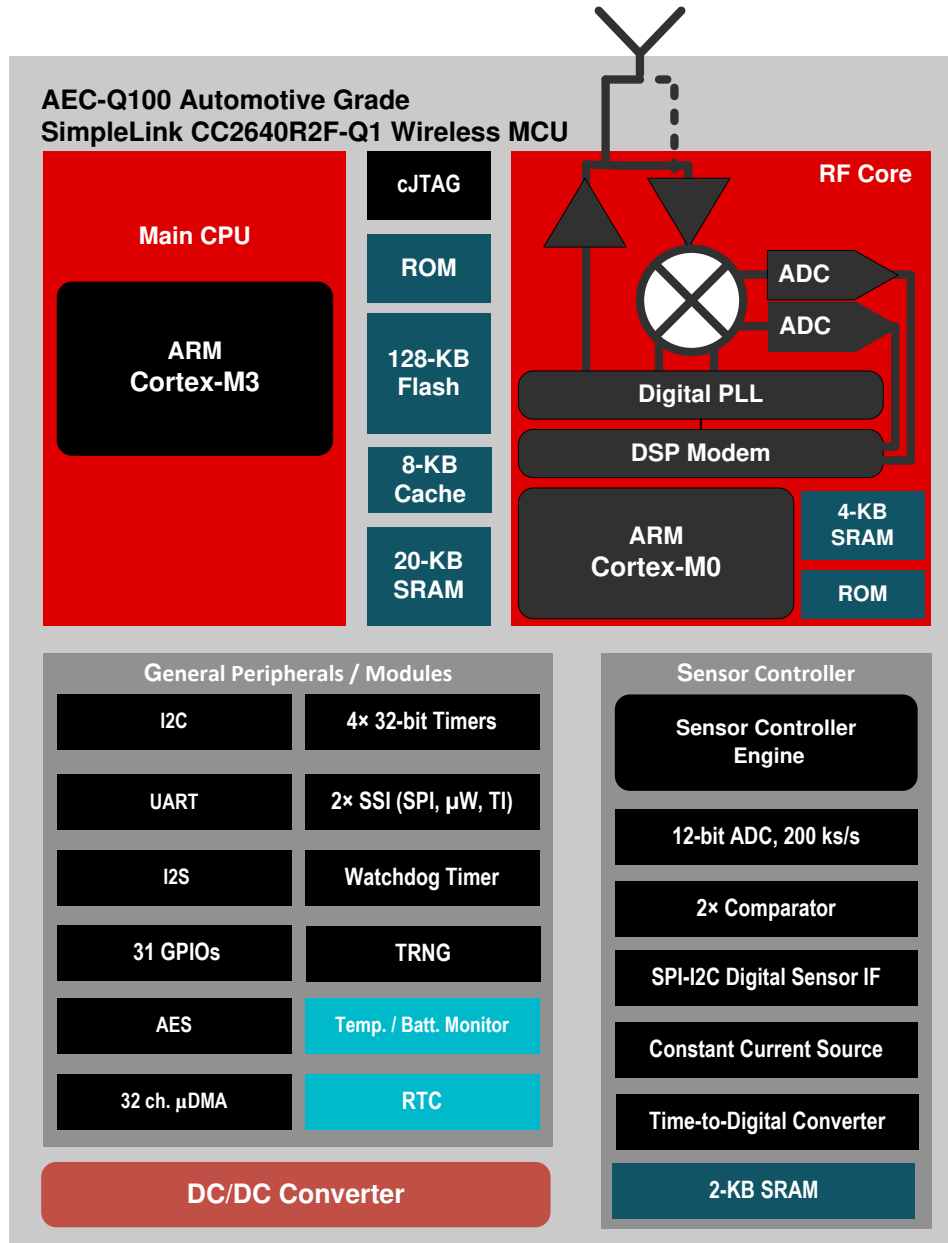 AEC-Q100 Automotive Grade
SimpleLink CC2640R2F-Q1 Wireless MCU
Main CPU
ARM
Cortex-M3
cJTAG
ROM
128-KB
Flash
8-KB
Cache
20-KB
SRAM
RF Core
ADC
ADC
Digital PLL
DSP Modem
ARM
Cortex-M0
4-KB
SRAM
ROM
General Peripherals / Modules
I2C
4× 32-bit Timers
UART
2× SSI (SPI, µW, TI)
I2S
Watchdog Timer
31 GPIOs
TRNG
AES
Temp. / Batt. Monitor
32 ch. µDMA
RTC
Sensor Controller
Sensor Controller
Engine
12-bit ADC, 200 ks/s
2× Comparator
SPI-I2C Digital Sensor IF
Constant Current Source
Time-to-Digital Converter
2-KB SRAM
DC/DC Converter